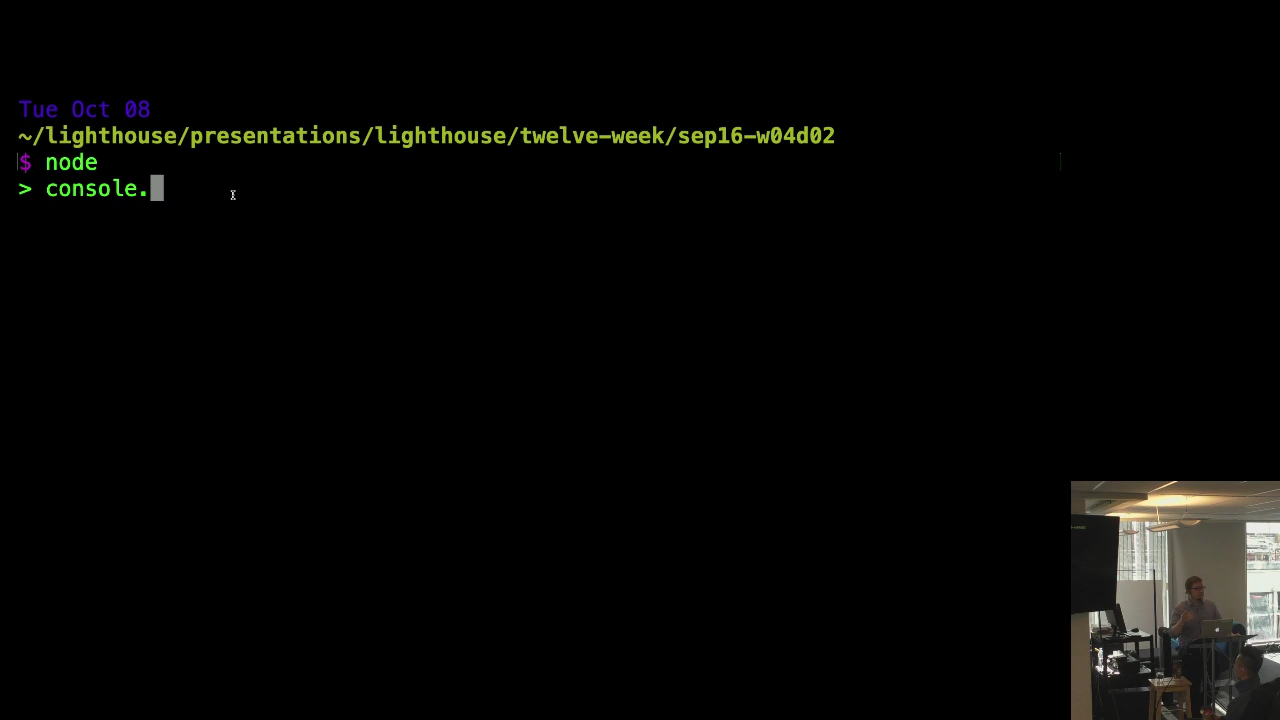 Tue Oct 08
~/lighthouse/presentations/lighthouse/twelve-week/sep16-w04d02
$ node
> console.